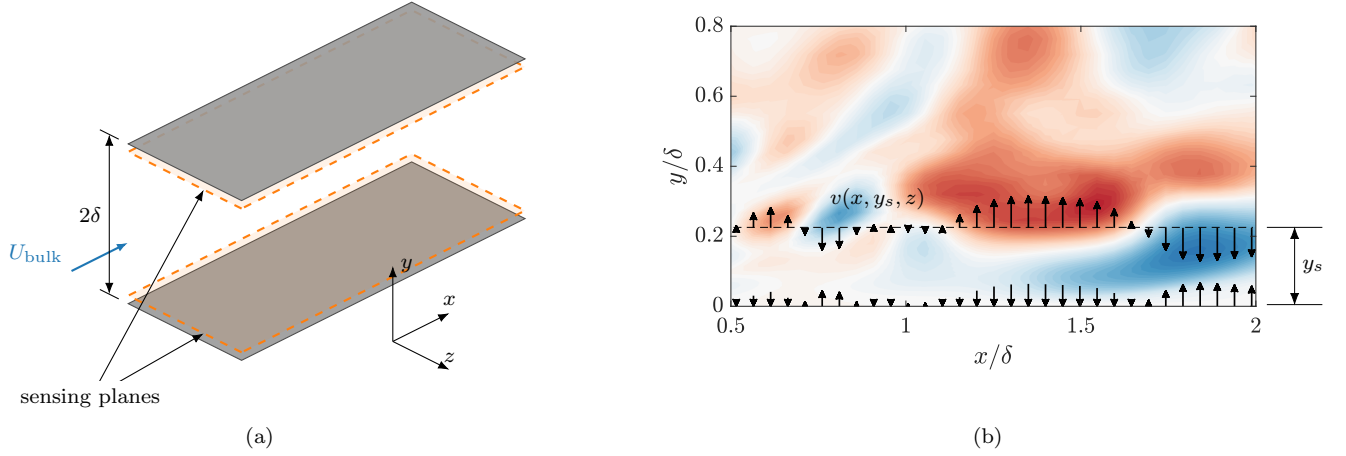 2δ
U_bulk
y
x
z
sensing planes
(a)
0.8
0.6
0.4
0.2
0
y/δ
v(x, y_s, z)
y_s
0.5
1
1.5
2
x/δ
(b)